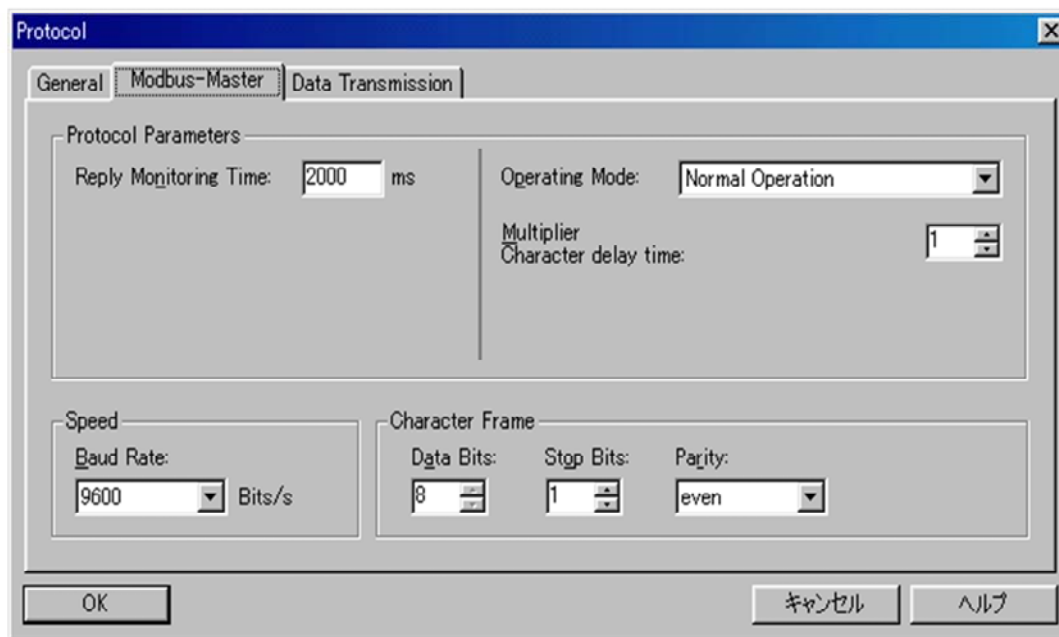 Protocol
General Modbus-Master Data Transmission
Protocol Parameters
Reply Monitoring Time: 2000 ms
Operating Mode: Normal Operation
Multiplier
Character delay time: 1
Speed
Baud Rate:
9600 Bits/s
Character Frame
Data Bits: Stop Bits: Parity:
8 1 even
OK キャンセル ヘルプ